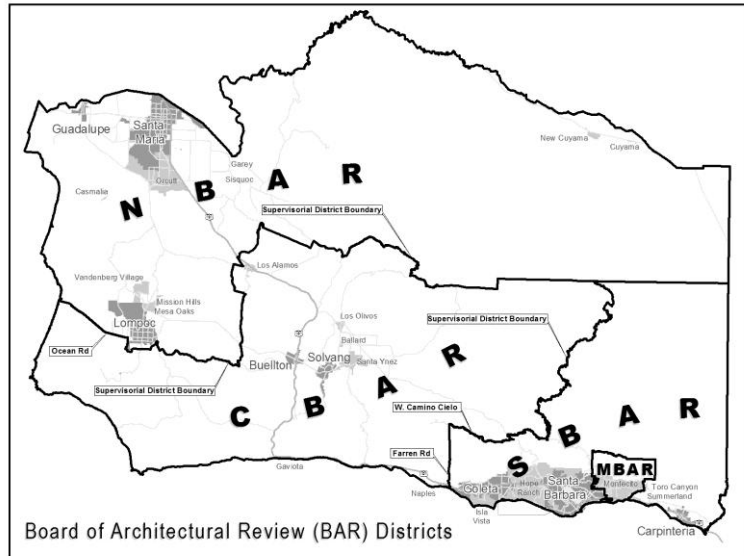 Guadalupe
Santa
Maria
Orcutt
Garey
Sisquoc
Casmalia
New Cuyama
Cuyama
NBAR
Supervisorial District Boundary
Los Alamos
Vandenberg Village
Mission Hills
Mesa Oaks
Lompoc
Ocean Rd
Supervisorial District Boundary
Los Olivos
Ballard
Solvang
Santa Ynez
Buellton
Supervisorial District Boundary
CBAR
W. Camino Cielo
Farren Rd
Gaviota
Naples
SBAR
MBAR
Goleta
Hope
Ranch
Santa
Barbara
Montecito
Isla
Vista
Toro Canyon
Summerland
Carpinteria
Board of Architectural Review (BAR) Districts